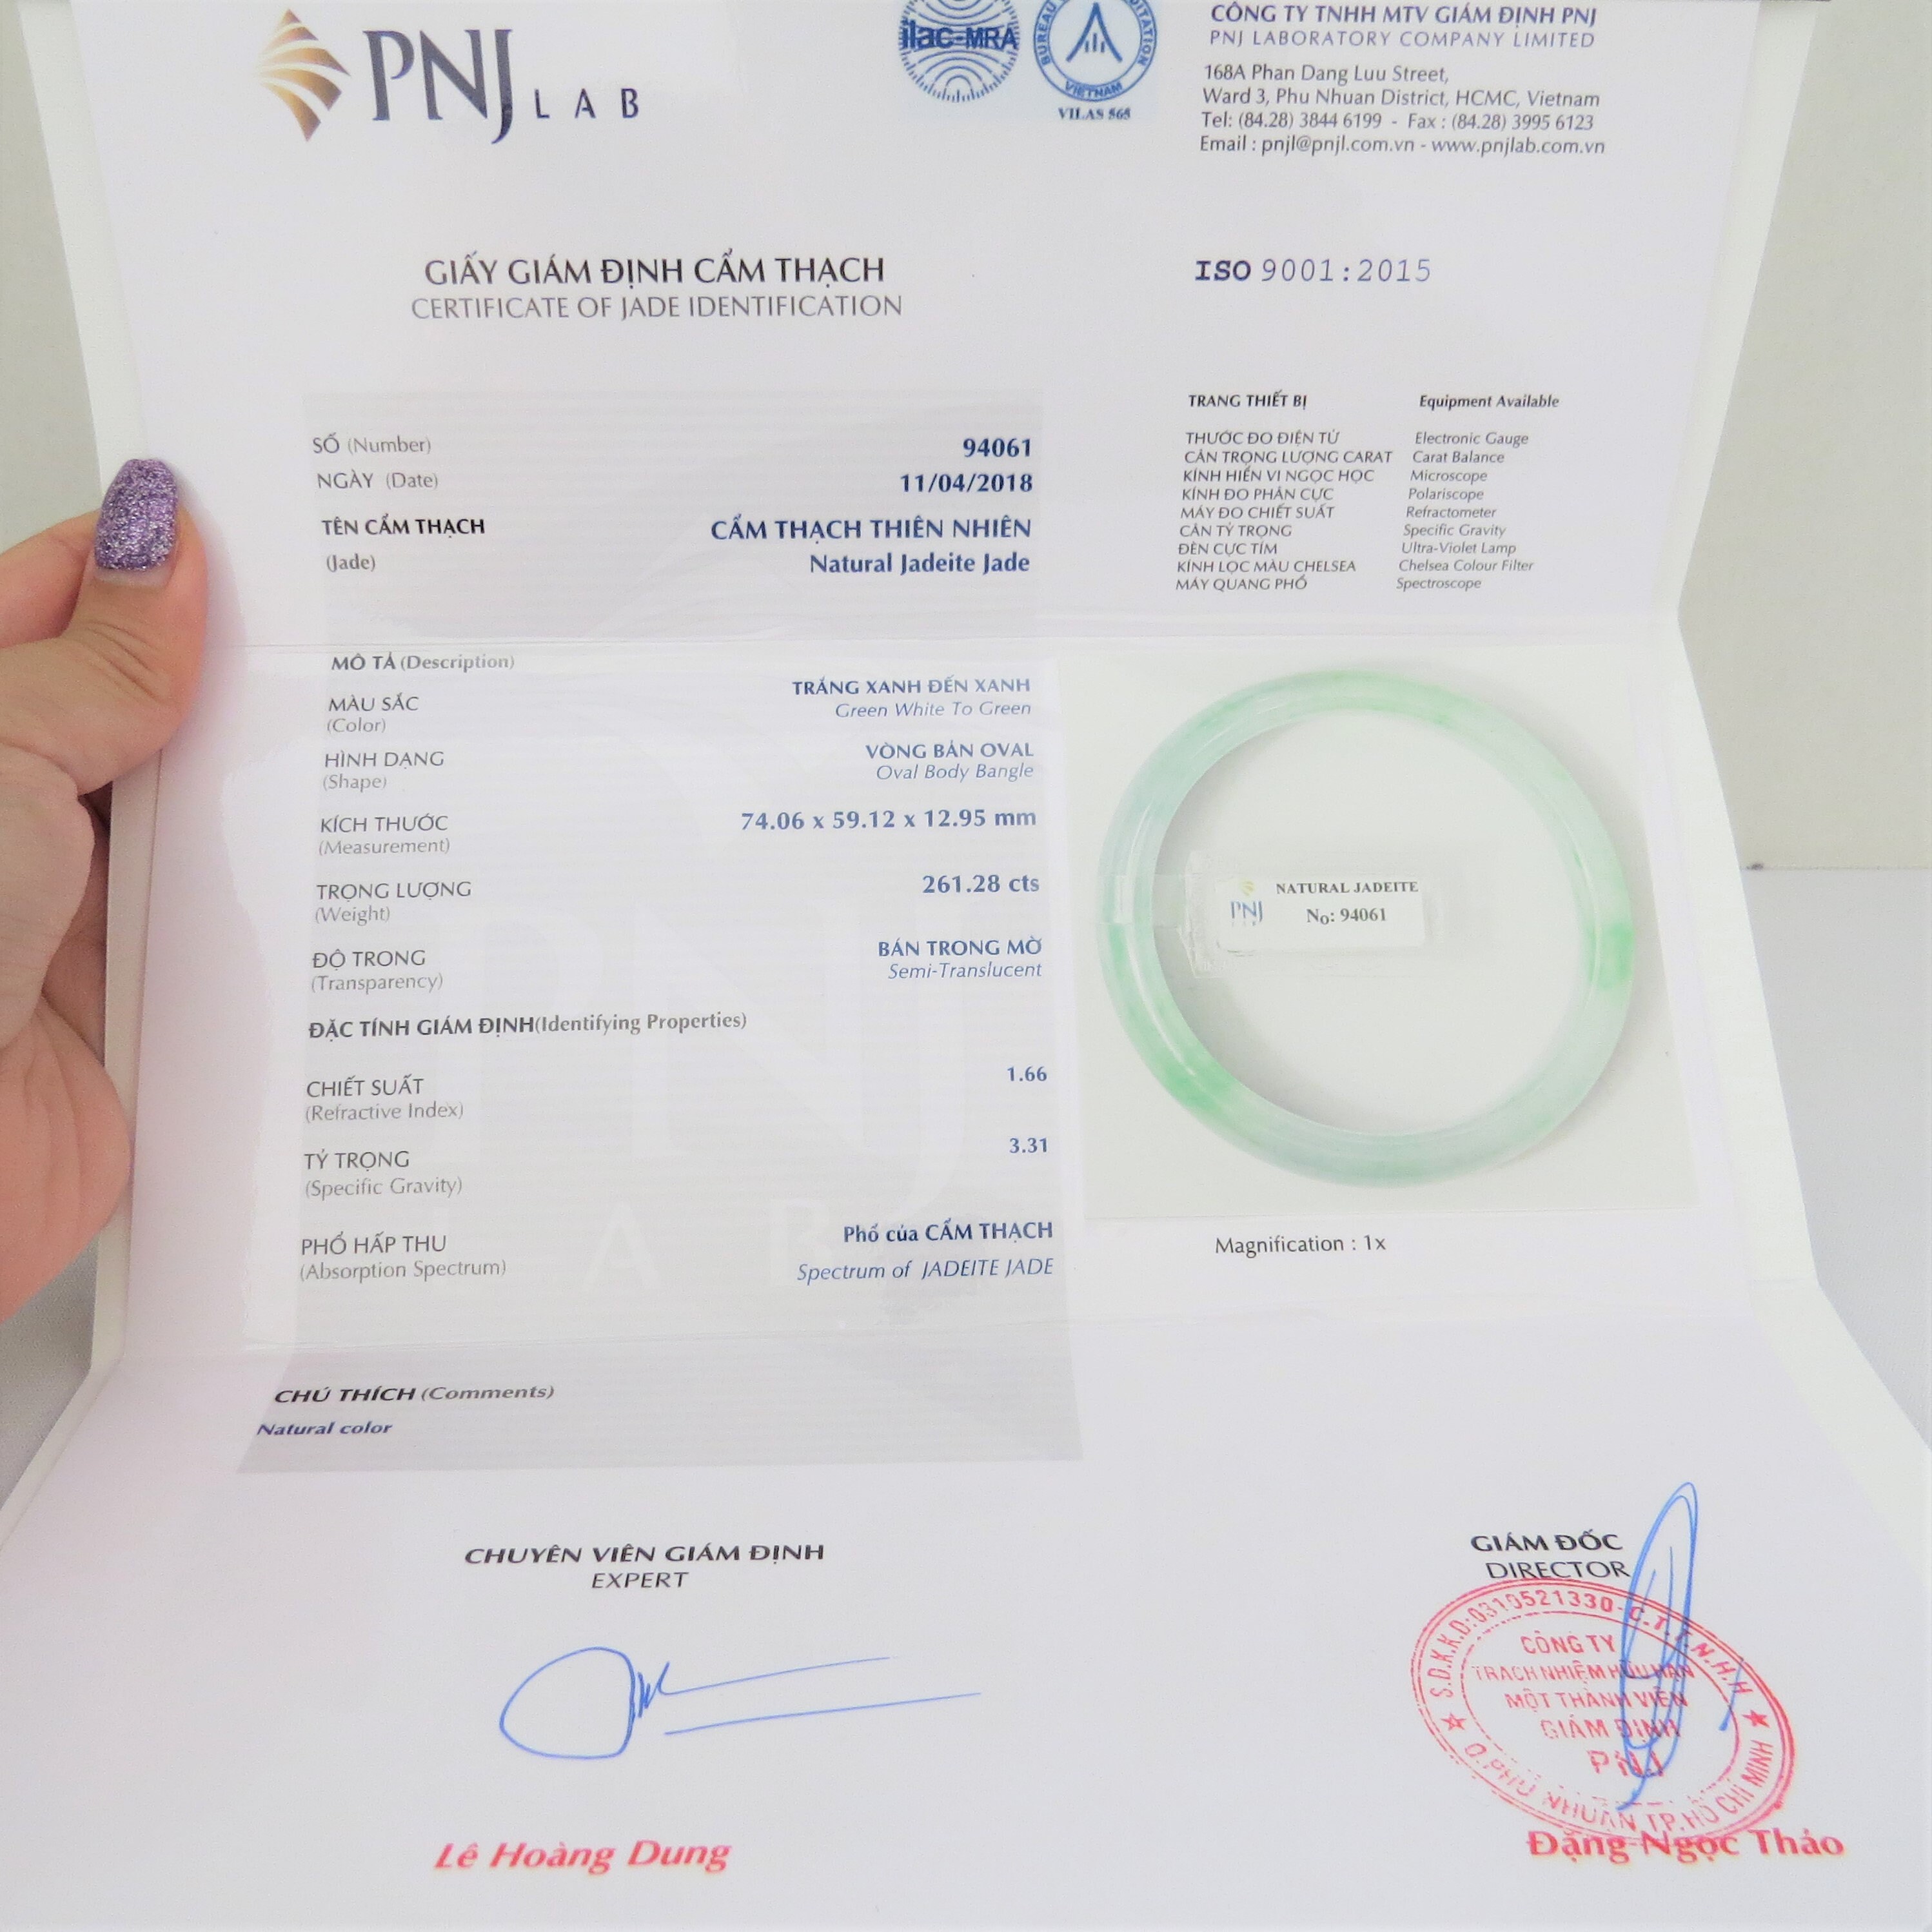 PNJ LAB
ilac-MRA
VIETNAM
VILAS 565
CÔNG TY TNHH MTV GIÁM ĐỊNH PNJ
PNJ LABORATORY COMPANY LIMITED
168A Phan Dang Luu Street,
Ward 3, Phu Nhuan District, HCMC, Vietnam
Tel: (84.28) 3844 6199 - Fax : (84.28) 3995 6123
Email : pnjl@pnjl.com.vn - www.pnjlab.com.vn
GIẤY GIÁM ĐỊNH CẨM THẠCH
CERTIFICATE OF JADE IDENTIFICATION
ISO 9001:2015
SỐ (Number) 94061
NGÀY (Date) 11/04/2018
TÊN CẨM THẠCH CẨM THẠCH THIÊN NHIÊN
(Jade) Natural Jadeite Jade
TRANG THIẾT BỊ Equipment Available
THƯỚC ĐO ĐIỆN TỬ Electronic Gauge
CÂN TRỌNG LƯỢNG CARAT Carat Balance
KÍNH HIỂN VI NGỌC HỌC Microscope
KÍNH ĐO PHÂN CỰC Polariscope
MÁY ĐO CHIẾT SUẤT Refractometer
CÂN TỶ TRỌNG Specific Gravity
ĐÈN CỰC TÍM Ultra-Violet Lamp
KÍNH LỌC MÀU CHELSEA Chelsea Colour Filter
MÁY QUANG PHỔ Spectroscope
MÔ TẢ (Description)
MÀU SẮC TRẮNG XANH ĐẾN XANH
(Color) Green White To Green
HÌNH DẠNG VÒNG BẢN OVAL
(Shape) Oval Body Bangle
KÍCH THƯỚC 74.06 x 59.12 x 12.95 mm
(Measurement)
TRỌNG LƯỢNG 261.28 cts
(Weight)
ĐỘ TRONG BÁN TRONG MỜ
(Transparency) Semi-Translucent
ĐẶC TÍNH GIÁM ĐỊNH(Identifying Properties)
CHIẾT SUẤT 1.66
(Refractive Index)
TỶ TRỌNG 3.31
(Specific Gravity)
PHỔ HẤP THU Phổ của CẨM THẠCH
(Absorption Spectrum) Spectrum of JADEITE JADE
PNJ NATURAL JADEITE
No: 94061
Magnification : 1x
CHÚ THÍCH (Comments)
Natural color
CHUYÊN VIÊN GIÁM ĐỊNH
EXPERT
Lê Hoàng Dung
GIÁM ĐỐC
DIRECTOR
S.D.K.K.D:0310521330-C.T.T.N.H.H
CÔNG TY
TRÁCH NHIỆM HỮU HẠN
MỘT THÀNH VIÊN
GIÁM ĐỊNH
PNJ
Q.PHÚ NHUẬN TP.HỒ CHÍ MINH
Đặng Ngọc Thảo